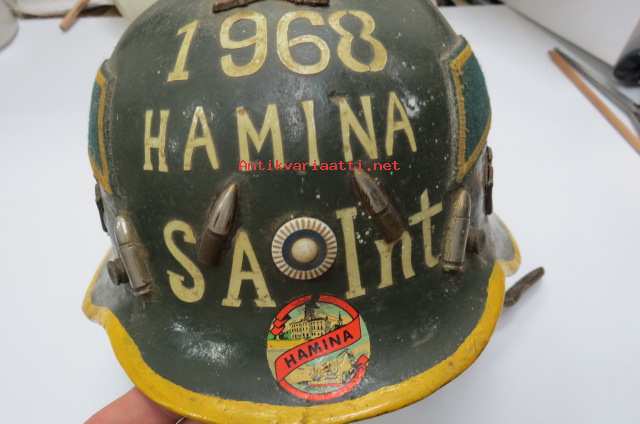 1968
HAMINA
Antikvariaatti.net
SA Int
HAMINA